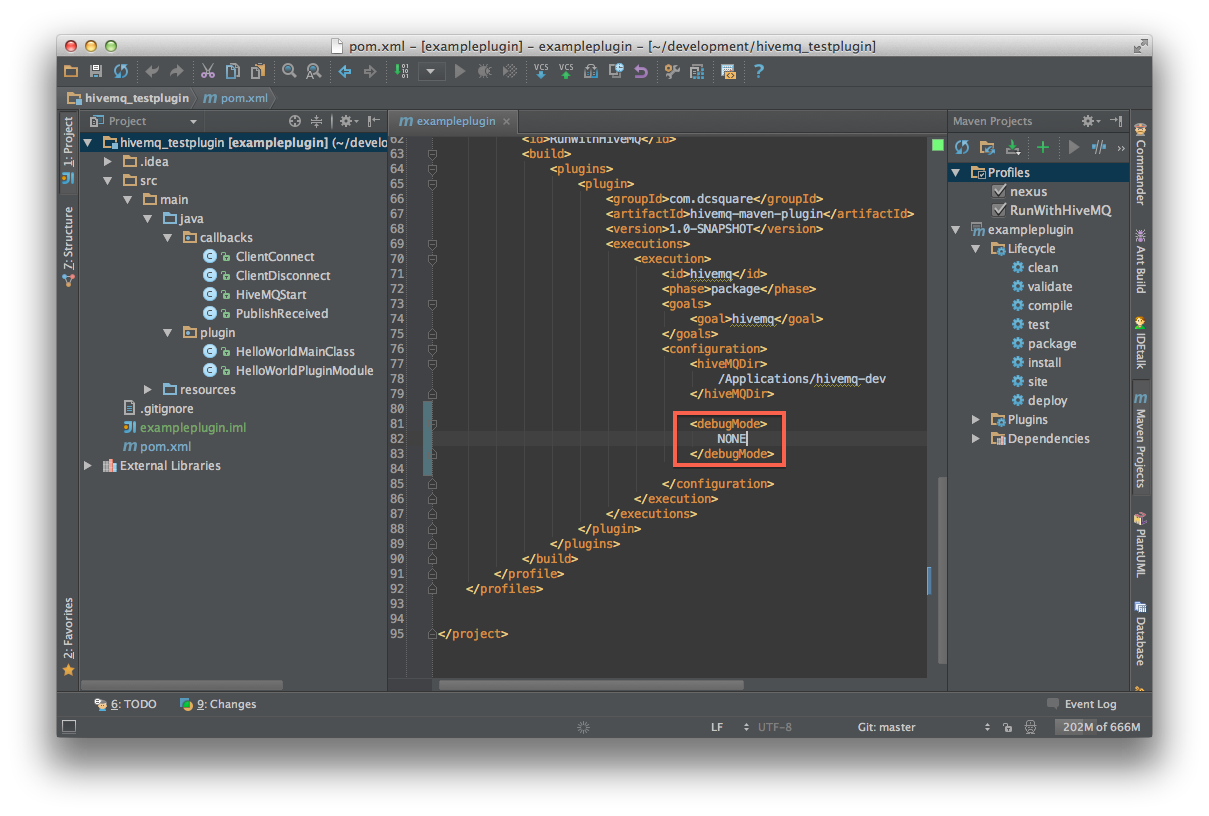 pom.xml – [exampleplugin] – exampleplugin – [~/development/hivemq_testplugin]
VCS VCS
hivemq_testplugin m pom.xml
1: Project
7: Structure
2: Favorites
Project
hivemq_testplugin [exampleplugin] (~/develo
.idea
src
main
java
callbacks
ClientConnect
ClientDisconnect
HiveMQStart
PublishReceived
plugin
HelloWorldMainClass
HelloWorldPluginModule
resources
.gitignore
exampleplugin.iml
m pom.xml
External Libraries
m exampleplugin ×
62 <id>RunWithHiveMQ</id>
63 <build>
64 <plugins>
65 <plugin>
66 <groupId>com.dcsquare</groupId>
67 <artifactId>hivemq-maven-plugin</artifactId>
68 <version>1.0-SNAPSHOT</version>
69 <executions>
70 <execution>
71 <id>hivemq</id>
72 <phase>package</phase>
73 <goals>
74 <goal>hivemq</goal>
75 </goals>
76 <configuration>
77 <hiveMQDir>
78 /Applications/hivemq-dev
79 </hiveMQDir>
80
81 <debugMode>
82 NONE
83 </debugMode>
84
85 </configuration>
86 </execution>
87 </executions>
88 </plugin>
89 </plugins>
90 </build>
91 </profile>
92 </profiles>
93
94
95 </project>
Maven Projects
Profiles
nexus
RunWithHiveMQ
exampleplugin
Lifecycle
clean
validate
compile
test
package
install
site
deploy
Plugins
Dependencies
Commander
Ant Build
IDEtalk
m Maven Projects
PlantUML
Database
6: TODO 9: Changes Event Log
LF UTF-8 Git: master 202M of 666M